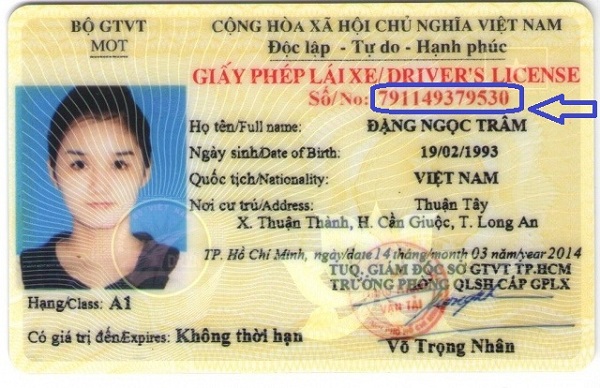 BỘ GTVT
MOT
CỘNG HÒA XÃ HỘI CHỦ NGHĨA VIỆT NAM
Độc lập - Tự do - Hạnh phúc
GIẤY PHÉP LÁI XE/DRIVER'S LICENSE
Số/No: 791149379530
Họ tên/Full name: ĐẶNG NGỌC TRÂM
Ngày sinh/Date of Birth: 19/02/1993
Quốc tịch/Nationality: VIỆT NAM
Nơi cư trú/Address: Thuận Tây
X. Thuận Thành, H. Cần Giuộc, T. Long An
TP. Hồ Chí Minh, ngày/date 14 tháng/month 03 năm/year 2014
TUQ. GIÁM ĐỐC SỞ GTVT TP.HCM
TRƯỞNG PHÒNG QLSH CẤP GPLX
Hạng/Class: A1
VẬN TẢI
Có giá trị đến/Expires: Không thời hạn
Võ Trọng Nhân